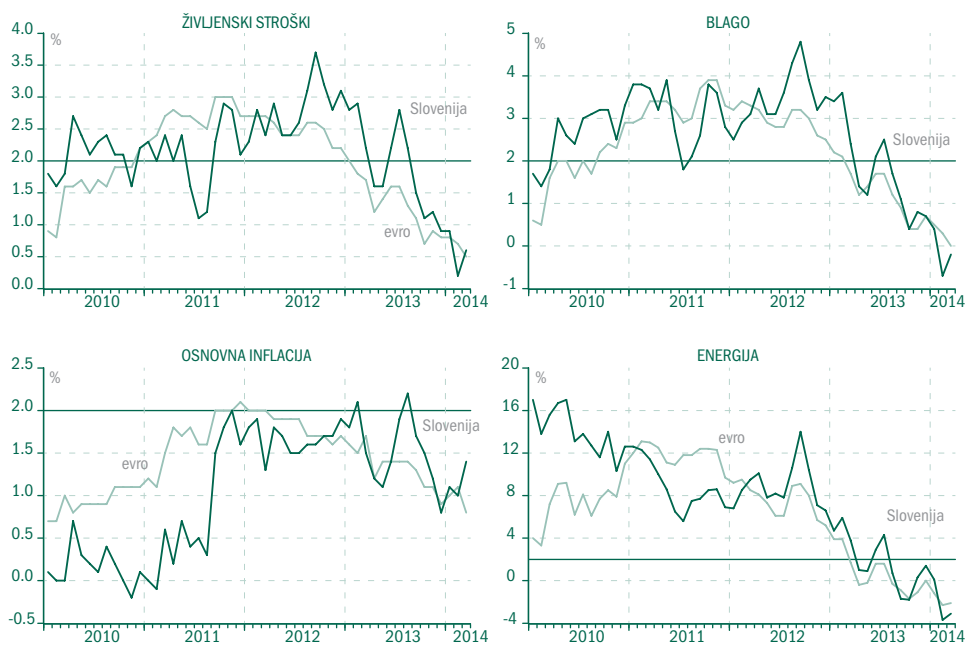 ŽIVLJENSKI STROŠKI
%
4.0
3.5
3.0
2.5
2.0
1.5
1.0
0.5
0.0
Slovenija
evro
2010 2011 2012 2013 2014
BLAGO
%
5
4
3
2
1
0
-1
Slovenija
2010 2011 2012 2013 2014
OSNOVNA INFLACIJA
%
2.5
2.0
1.5
1.0
0.5
0.0
-0.5
Slovenija
evro
2010 2011 2012 2013 2014
ENERGIJA
%
20
16
12
8
4
0
-4
evro
Slovenija
2010 2011 2012 2013 2014